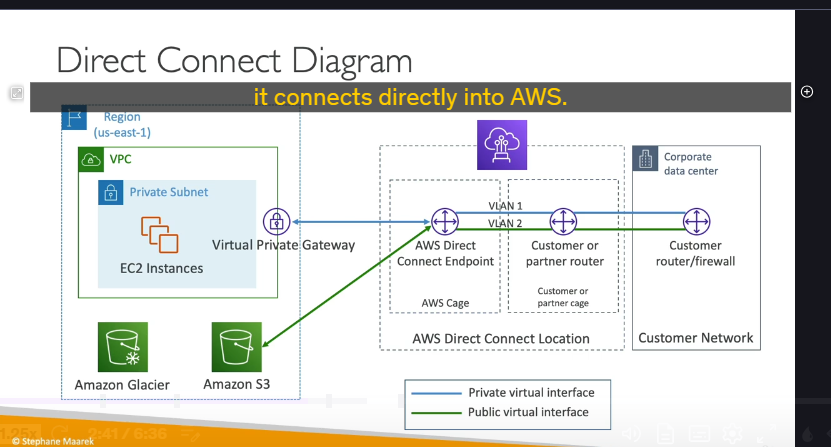 Direct Connect Diagram
it connects directly into AWS.
Region
(us-east-1)
VPC
Private Subnet
EC2 Instances
Virtual Private Gateway
Amazon Glacier
Amazon S3
Corporate
data center
VLAN 1
VLAN 2
AWS Direct
Connect Endpoint
Customer or
partner router
Customer
router/firewall
AWS Cage
Customer or
partner cage
AWS Direct Connect Location
Customer Network
Private virtual interface
Public virtual interface
1.25x
2:41 / 6:36
© Stephane Maarek